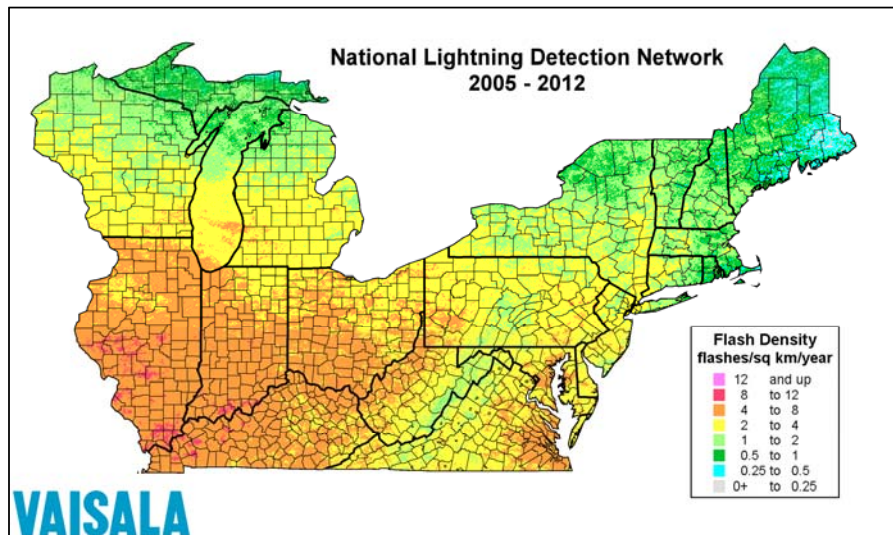 National Lightning Detection Network
2005 - 2012
Flash Density
flashes/sq km/year
12 and up
8 to 12
4 to 8
2 to 4
1 to 2
0.5 to 1
0.25 to 0.5
0+ to 0.25
VAISALA